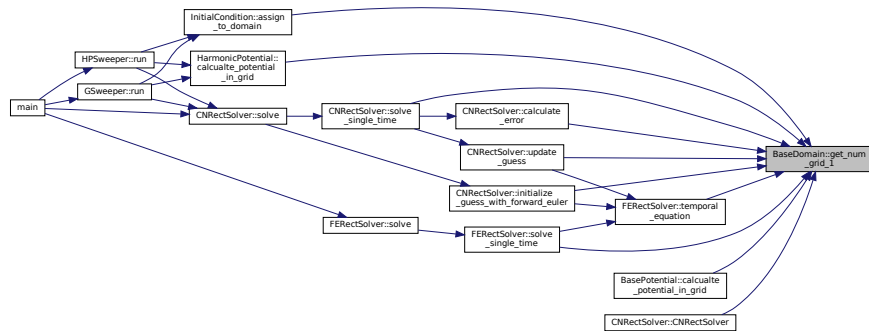 InitialCondition::assign
_to_domain
HPSweeper::run
HarmonicPotential::
calcualte_potential
_in_grid
GSweeper::run
main
CNRectSolver::solve
CNRectSolver::solve
_single_time
CNRectSolver::calculate
_error
CNRectSolver::update
_guess
BaseDomain::get_num
_grid_1
CNRectSolver::initialize
_guess_with_forward_euler
FERectSolver::temporal
_equation
FERectSolver::solve
FERectSolver::solve
_single_time
BasePotential::calcualte
_potential_in_grid
CNRectSolver::CNRectSolver